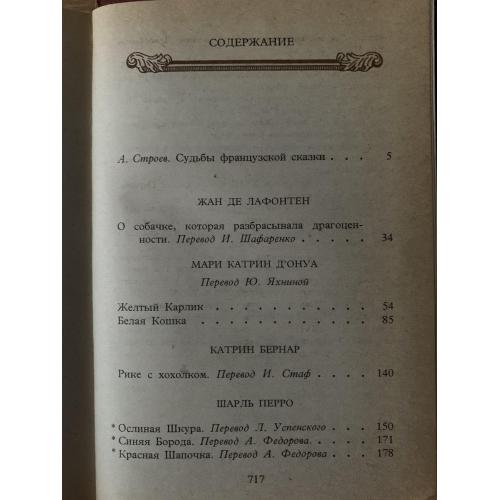 СОДЕРЖАНИЕ
А. Строев. Судьбы французской сказки . . . 5
ЖАН ДЕ ЛАФОНТЕН
О собачке, которая разбрасывала драгоцен-
ности. Перевод И. Шафаренко . . . . . 34
МАРИ КАТРИН Д'ОНУА
Перевод Ю. Яхниной
Желтый Карлик . . . . . . . . . . . 54
Белая Кошка . . . . . . . . . . . . 85
КАТРИН БЕРНАР
Рике с хохолком. Перевод И. Стаф . . . . 140
ШАРЛЬ ПЕРРО
* Ослиная Шкура. Перевод Л. Успенского . . . 150
* Синяя Борода. Перевод А. Федорова. . . . . 171
* Красная Шапочка. Перевод А. Федорова . . . 178
717